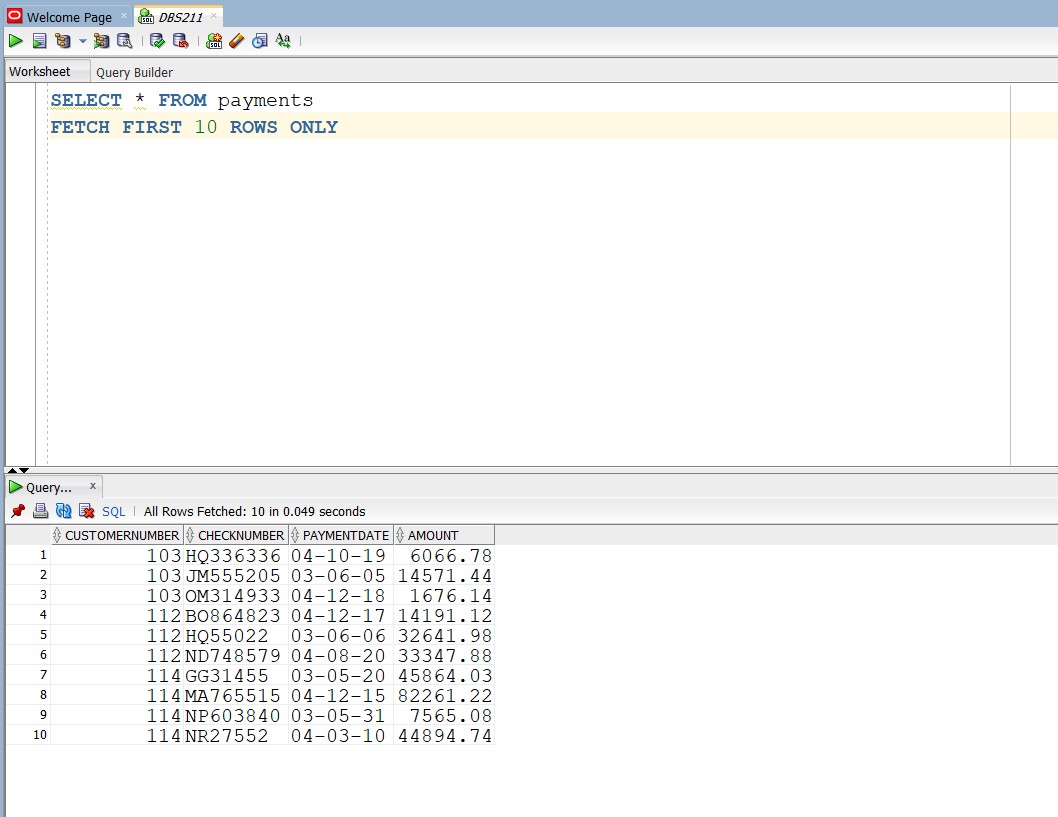 Welcome Page × DBS211 ×
Worksheet Query Builder
SELECT * FROM payments
FETCH FIRST 10 ROWS ONLY
Query... x
SQL | All Rows Fetched: 10 in 0.049 seconds
CUSTOMERNUMBER CHECKNUMBER PAYMENTDATE AMOUNT
1 103 HQ336336 04-10-19 6066.78
2 103 JM555205 03-06-05 14571.44
3 103 OM314933 04-12-18 1676.14
4 112 BO864823 04-12-17 14191.12
5 112 HQ55022 03-06-06 32641.98
6 112 ND748579 04-08-20 33347.88
7 114 GG31455 03-05-20 45864.03
8 114 MA765515 04-12-15 82261.22
9 114 NP603840 03-05-31 7565.08
10 114 NR27552 04-03-10 44894.74